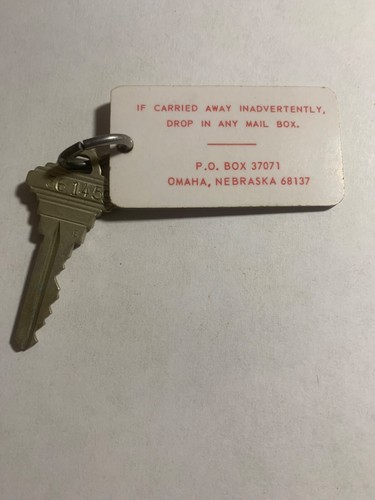 IF CARRIED AWAY INADVERTENTLY,
DROP IN ANY MAIL BOX.
P.O. BOX 37071
OMAHA, NEBRASKA 68137